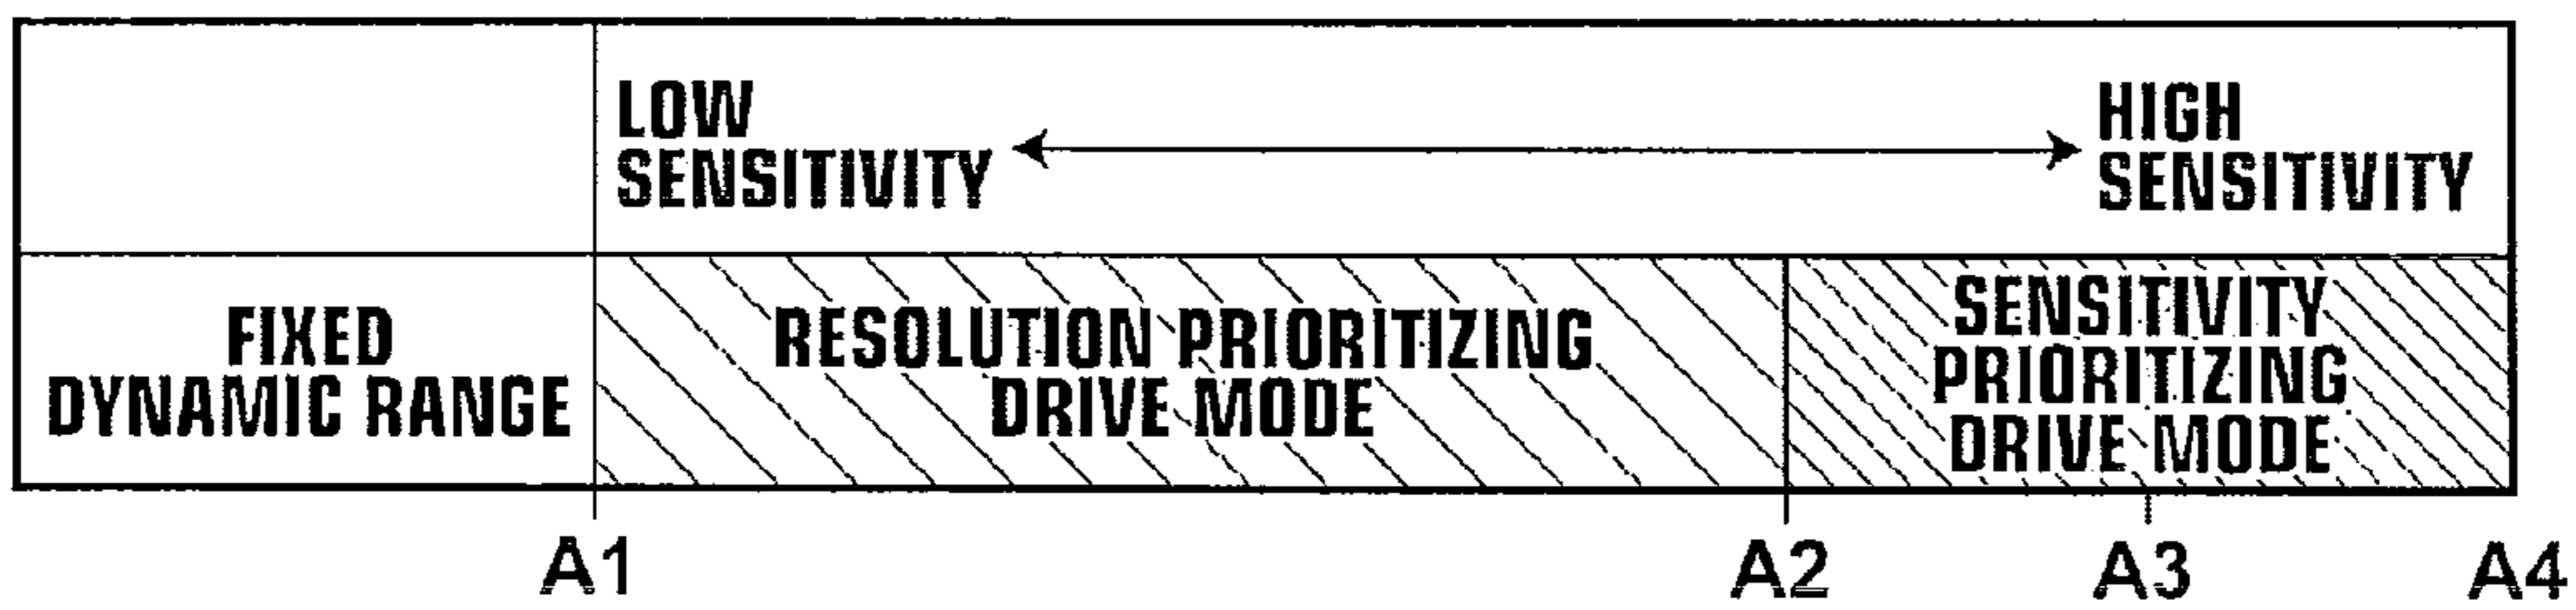 LOW
SENSITIVITY
HIGH
SENSITIVITY
FIXED
DYNAMIC RANGE
RESOLUTION PRIORITIZING
DRIVE MODE
SENSITIVITY
PRIORITIZING
DRIVE MODE
A1
A2
A3
A4